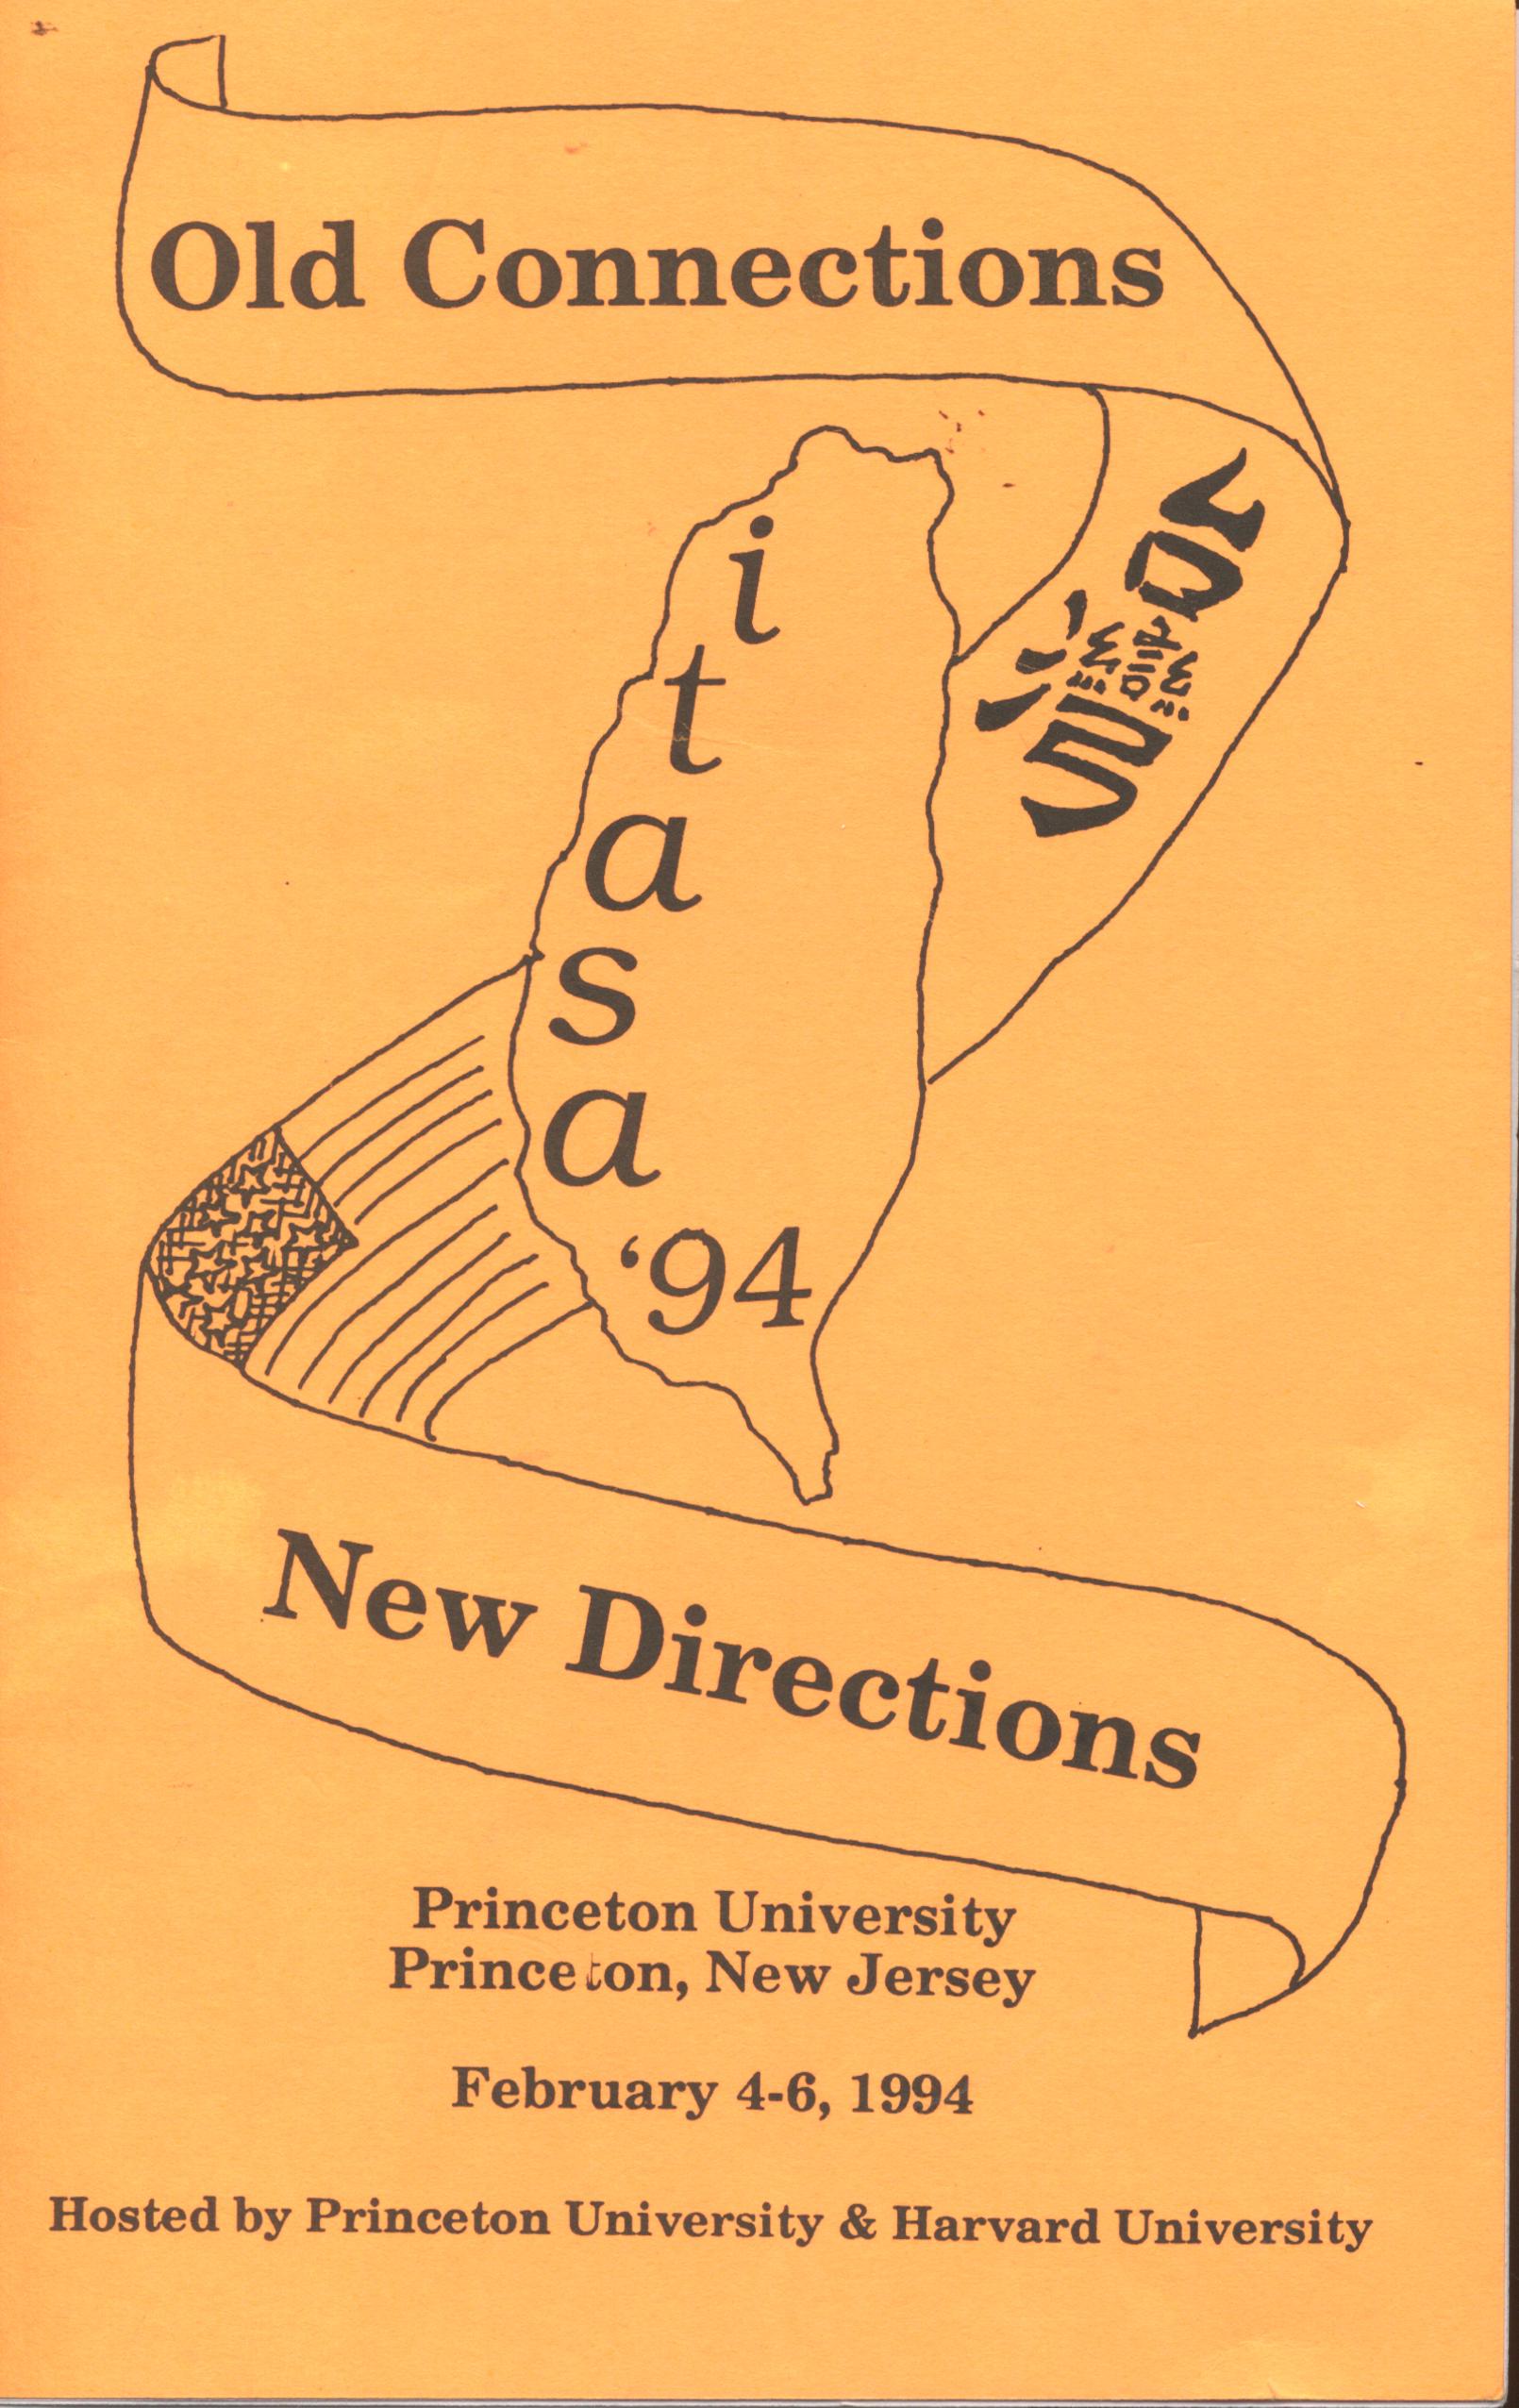 Old Connections
台灣
i
t
a
s
a
‘94
New Directions
Princeton University
Princeton, New Jersey
February 4-6, 1994
Hosted by Princeton University & Harvard University